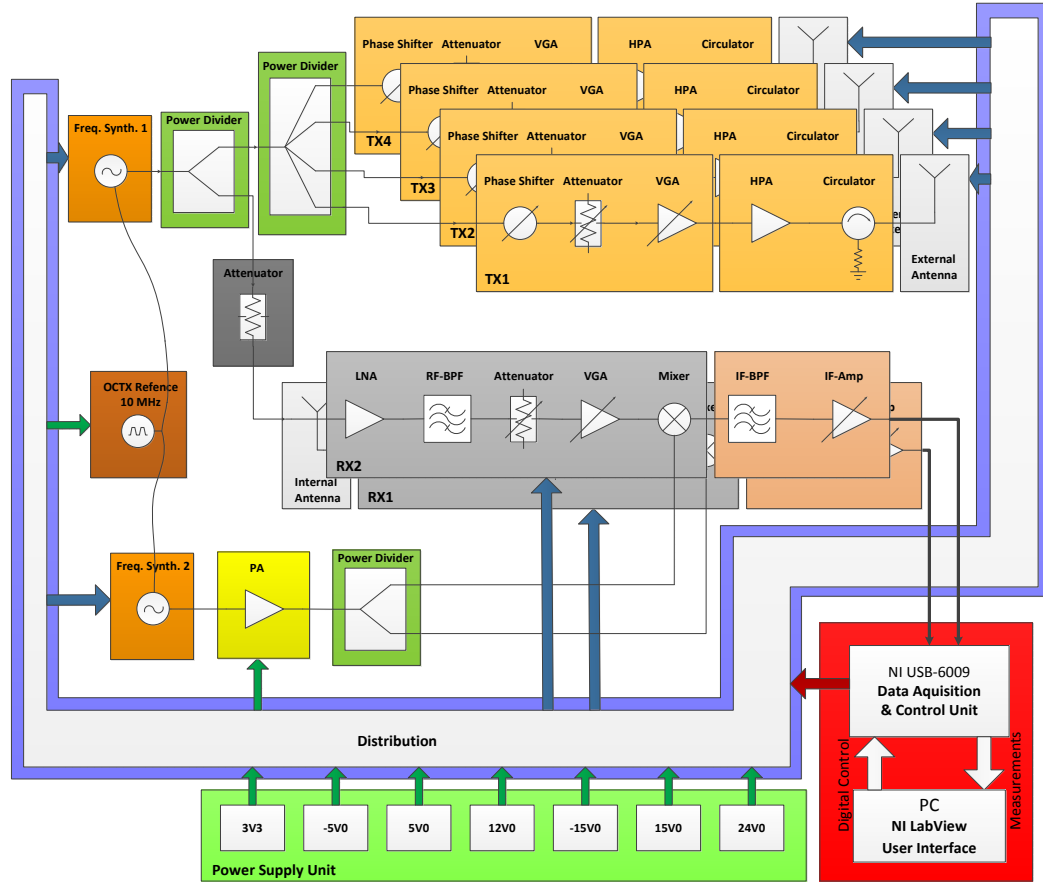 Phase Shifter Attenuator VGA HPA Circulator
TX4
Phase Shifter Attenuator VGA HPA Circulator
TX3
Phase Shifter Attenuator VGA HPA Circulator
TX2
Phase Shifter Attenuator VGA HPA Circulator
TX1
External
Antenna
Power Divider
Power Divider
Freq. Synth. 1
Attenuator
OCTX Refence
10 MHz
LNA RF-BPF Attenuator VGA Mixer
RX2
IF-BPF IF-Amp
RX1
Internal
Antenna
Freq. Synth. 2
PA
Power Divider
Distribution
NI USB-6009
Data Aquisition
& Control Unit
Digital Control
Measurements
PC
NI LabView
User Interface
3V3 -5V0 5V0 12V0 -15V0 15V0 24V0
Power Supply Unit